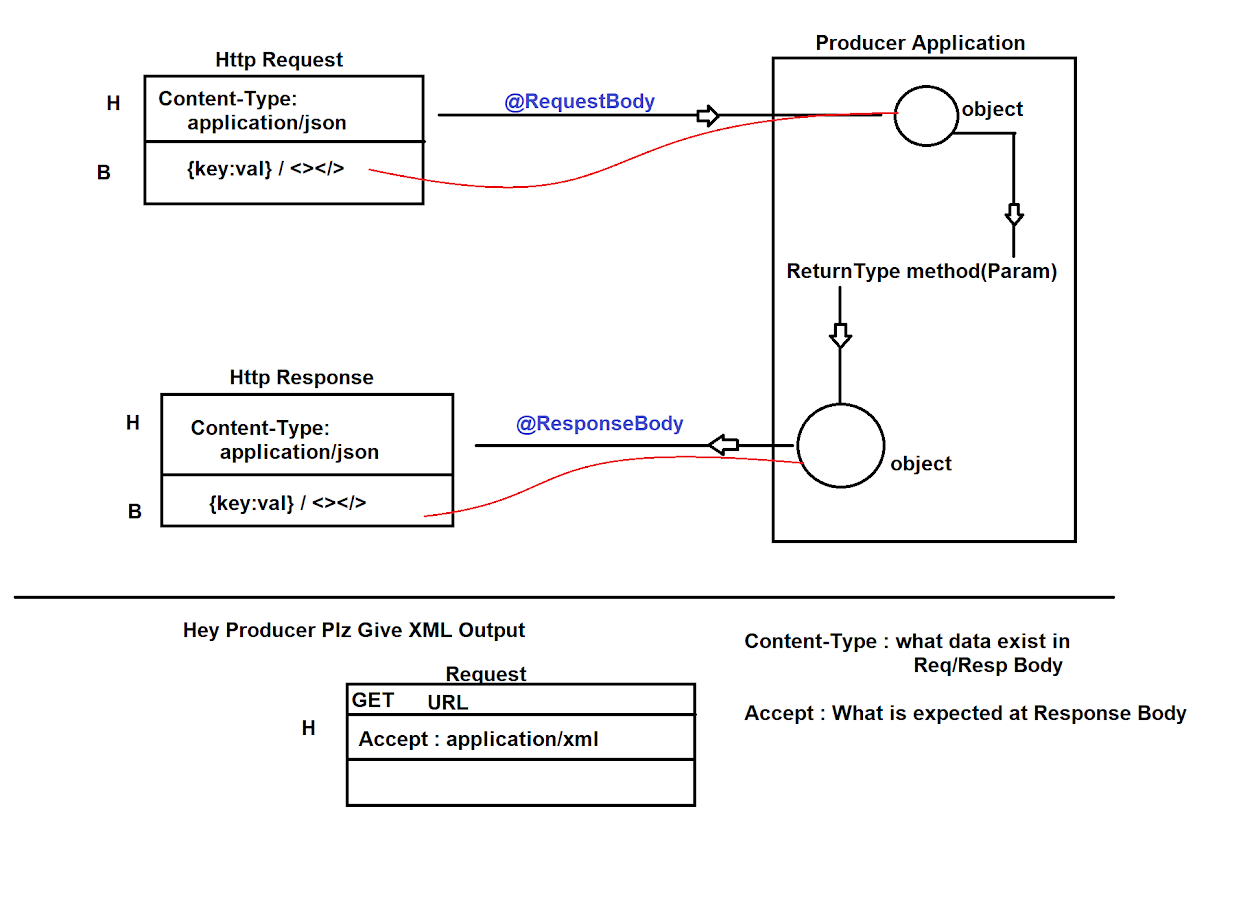 Producer Application
Http Request
H
Content-Type:
application/json
@RequestBody
object
B
{key:val} / <></>
ReturnType method(Param)
Http Response
H
Content-Type:
application/json
@ResponseBody
object
B
{key:val} / <></>
Hey Producer Plz Give XML Output
Request
GET URL
H
Accept : application/xml
Content-Type : what data exist in
Req/Resp Body
Accept : What is expected at Response Body